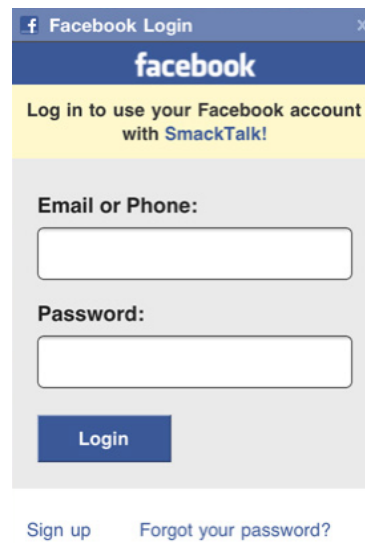 f Facebook Login x
facebook
Log in to use your Facebook account
with SmackTalk!
Email or Phone:
Password:
Login
Sign up Forgot your password?